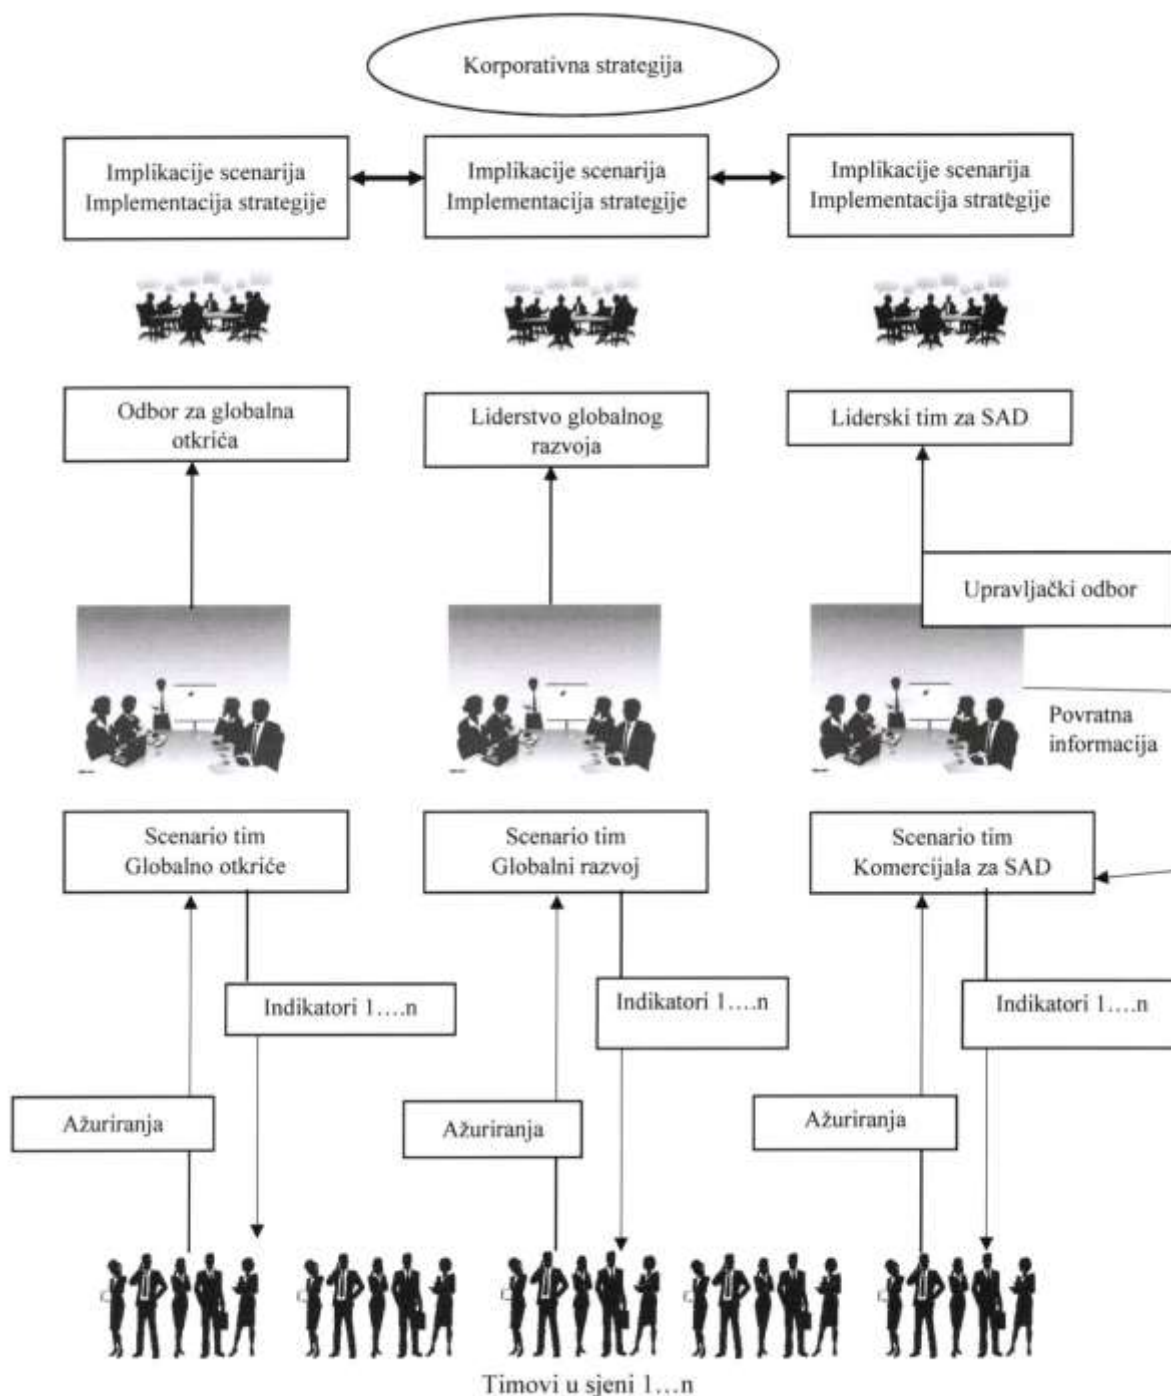 Korporativna strategija
Implikacije scenarija
Implementacija strategije
Implikacije scenarija
Implementacija strategije
Implikacije scenarija
Implementacija strategije
Odbor za globalna
otkrića
Liderstvo globalnog
razvoja
Liderski tim za SAD
Upravljački odbor
Povratna
informacija
Scenario tim
Globalno otkriće
Scenario tim
Globalni razvoj
Scenario tim
Komercijala za SAD
Indikatori 1….n
Indikatori 1….n
Indikatori 1….n
Ažuriranja
Ažuriranja
Ažuriranja
Timovi u sjeni 1…n